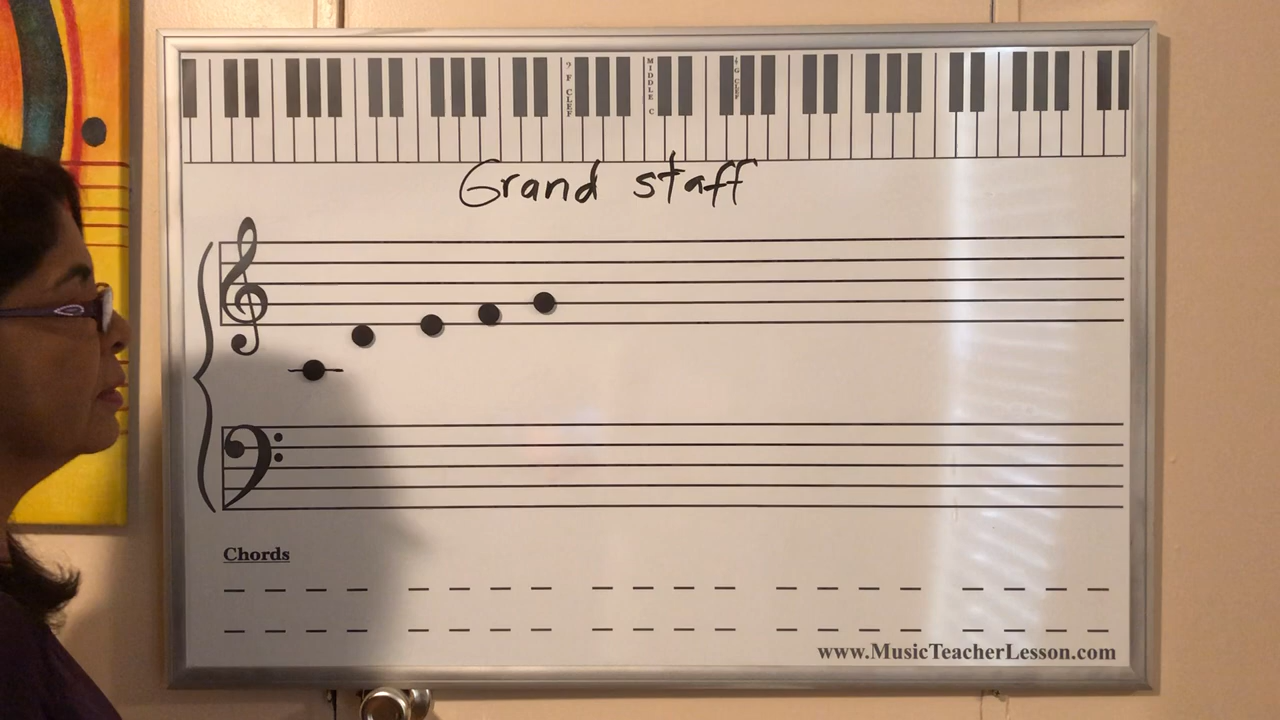 F CLEF
MIDDLE C
G CLEF
Grand staff
Chords
www.MusicTeacherLesson.com